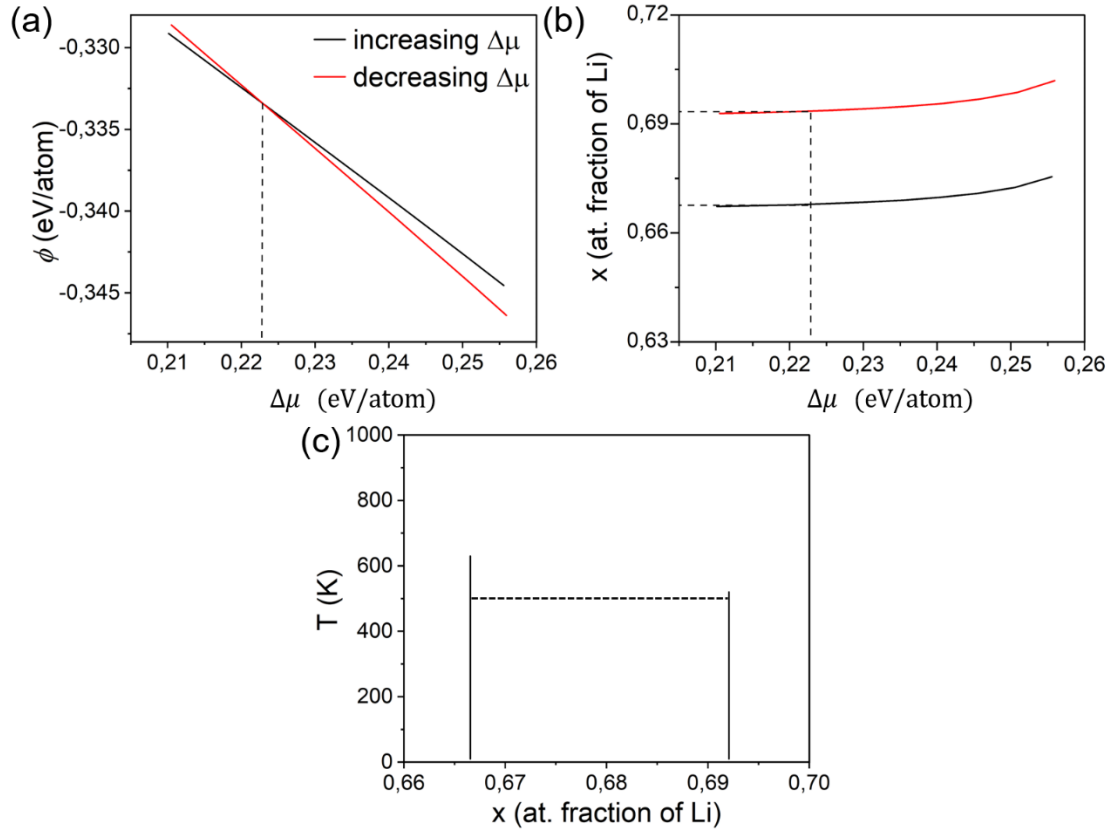 (a)
-0,330
-0,335
-0,340
-0,345
ϕ (eV/atom)
increasing Δμ
decreasing Δμ
0,21 0,22 0,23 0,24 0,25 0,26
Δμ (eV/atom)
(b)
0,72
0,69
0,66
0,63
x (at. fraction of Li)
0,21 0,22 0,23 0,24 0,25 0,26
Δμ (eV/atom)
(c)
1000
800
600
400
200
0
T (K)
0,66 0,67 0,68 0,69 0,70
x (at. fraction of Li)